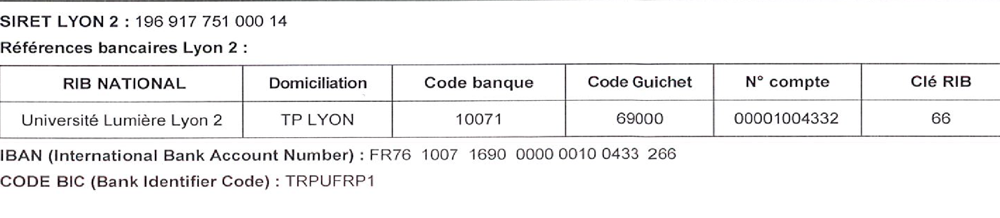 SIRET LYON 2 : 196 917 751 000 14
Références bancaires Lyon 2 :
RIB NATIONAL Domiciliation Code banque Code Guichet N° compte Clé RIB
Université Lumière Lyon 2 TP LYON 10071 69000 00001004332 66
IBAN (International Bank Account Number) : FR76 1007 1690 0000 0010 0433 266
CODE BIC (Bank Identifier Code) : TRPUFRP1